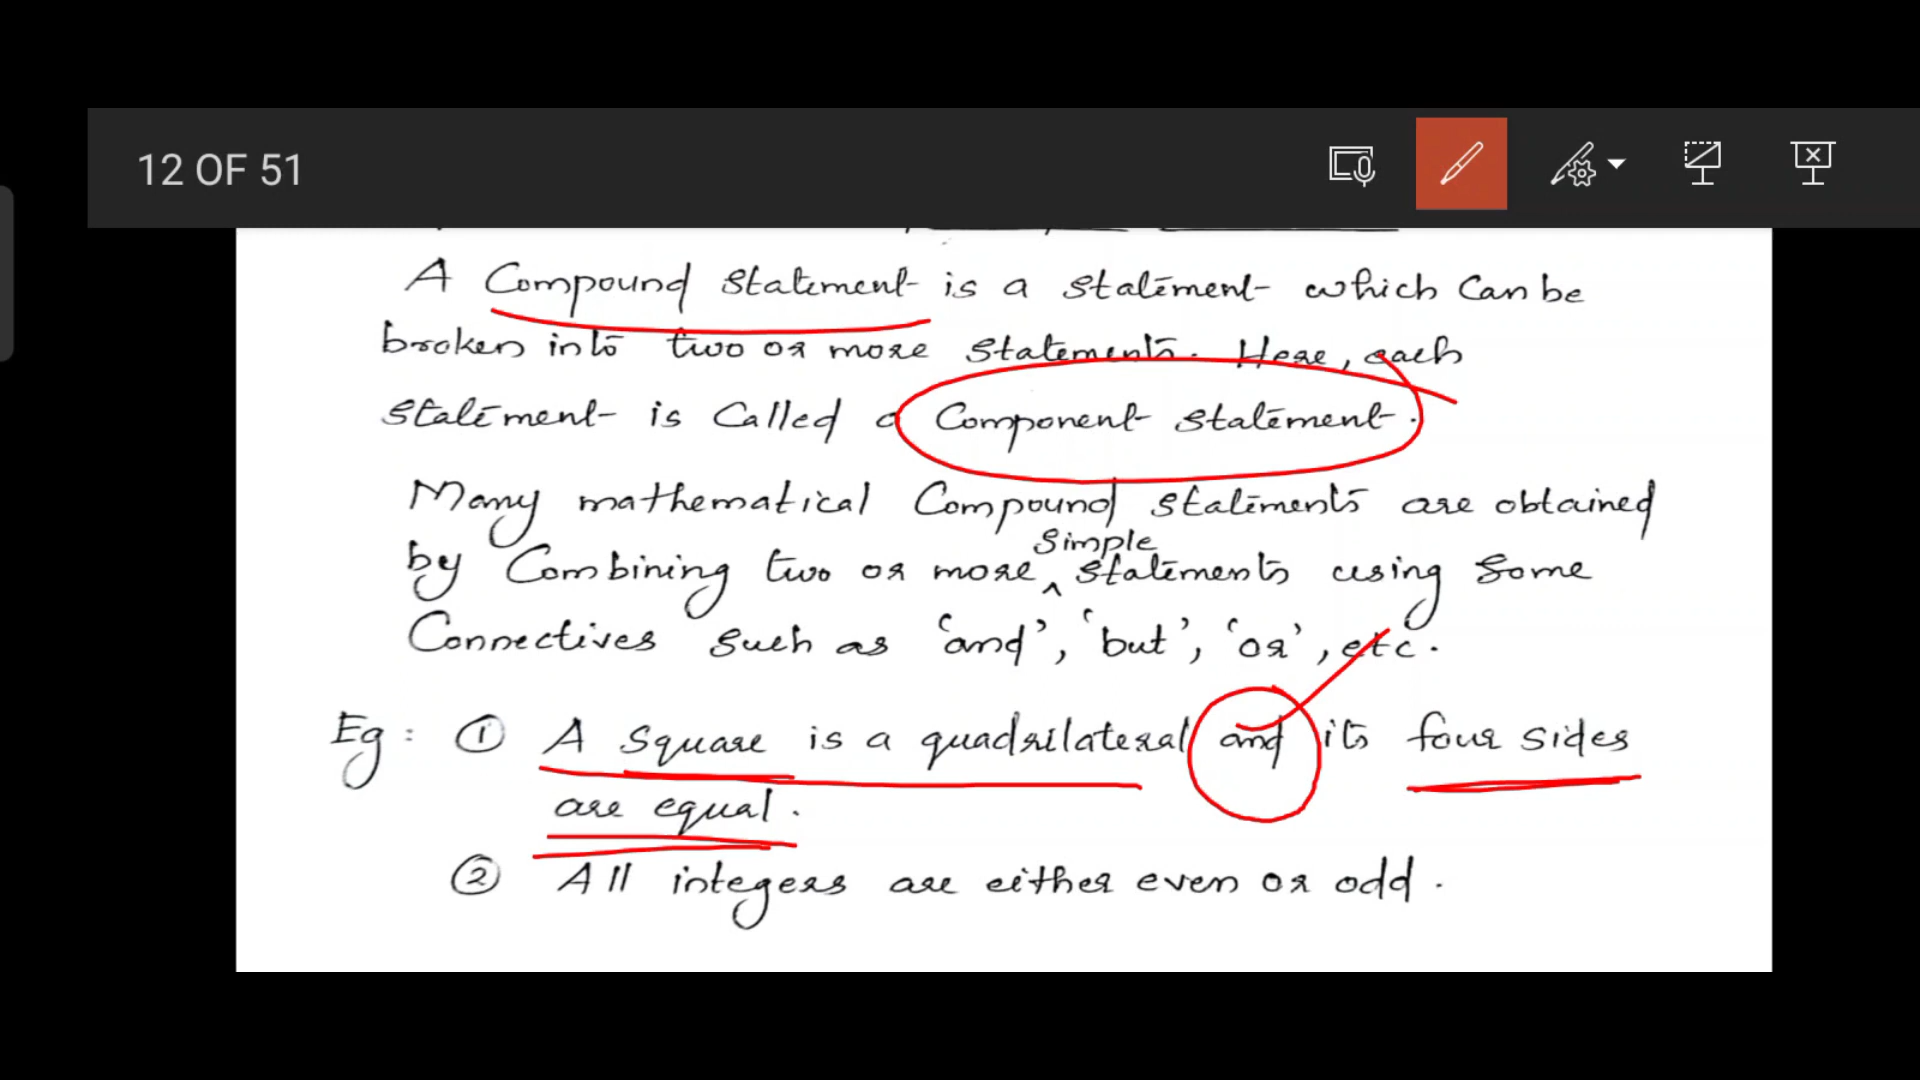 12 OF 51
A Compound statement is a statement which can be
broken into two or more statements. Here, each
statement is called a Component statement.
Many mathematical Compound statements are obtained
simple
by Combining two or more ^ statements using some
Connectives such as 'and', 'but', 'or', etc.
Eg: ① A square is a quadrilateral and its four sides
are equal.
② All integers are either even or odd.